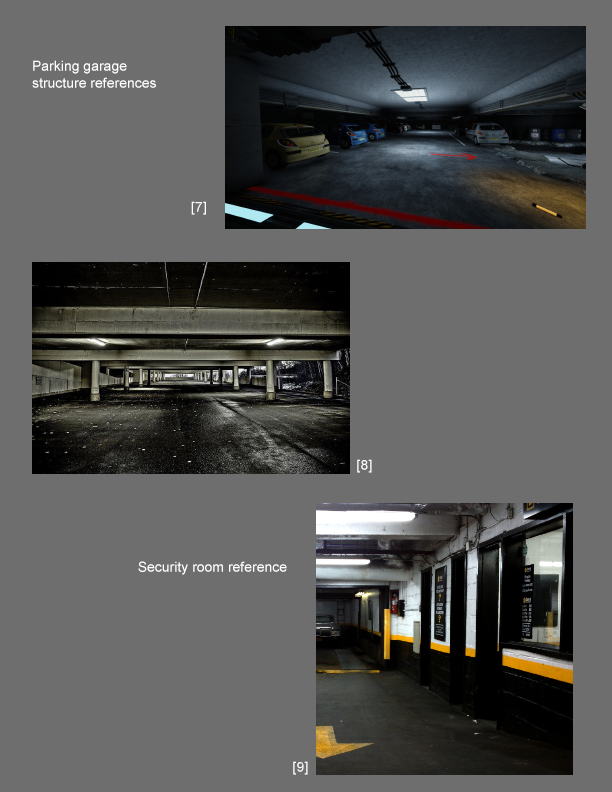 Parking garage
structure references
[7]
[8]
Security room reference
[9]